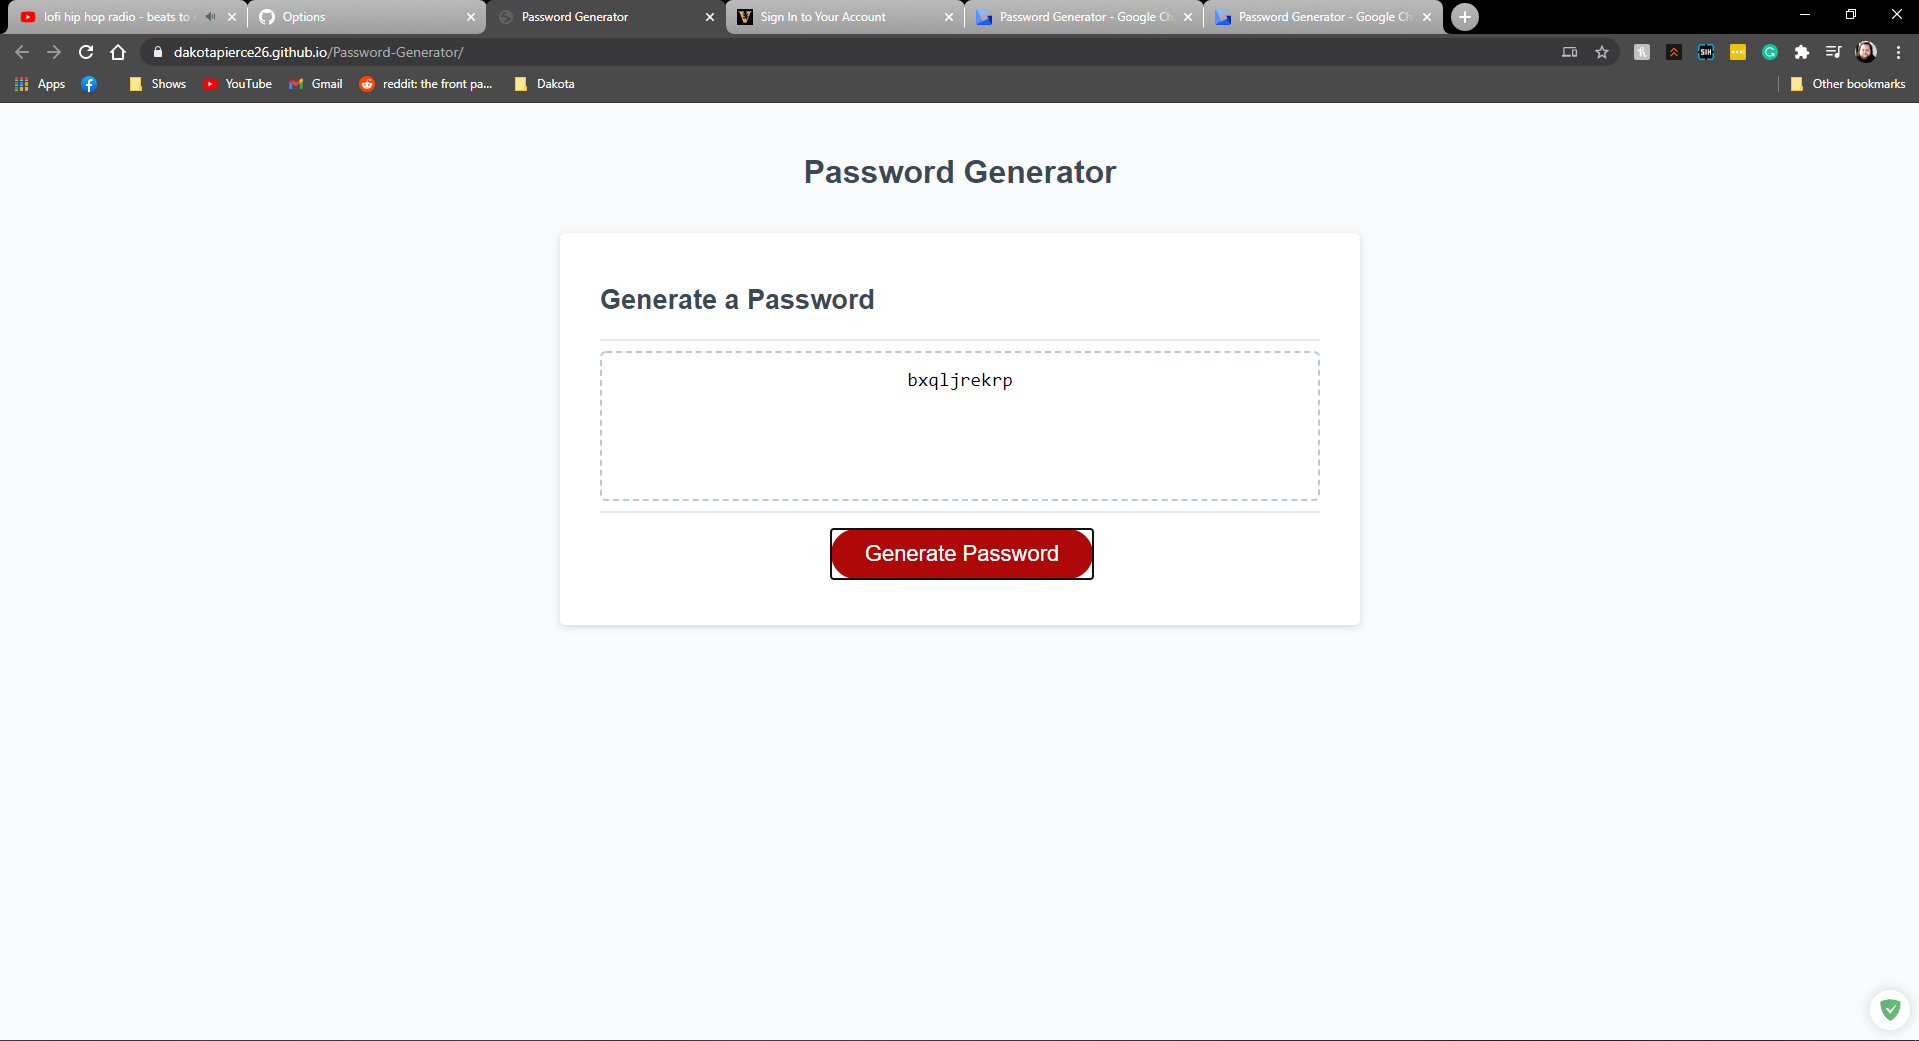 lofi hip hop radio - beats to
Options
Password Generator
Sign In to Your Account
Password Generator - Google Ch
Password Generator - Google Ch
dakotapierce26.github.io/Password-Generator/
SIH
Apps
Shows
YouTube
Gmail
reddit: the front pa...
Dakota
Other bookmarks
Password Generator
Generate a Password
bxqljrekrp
Generate Password